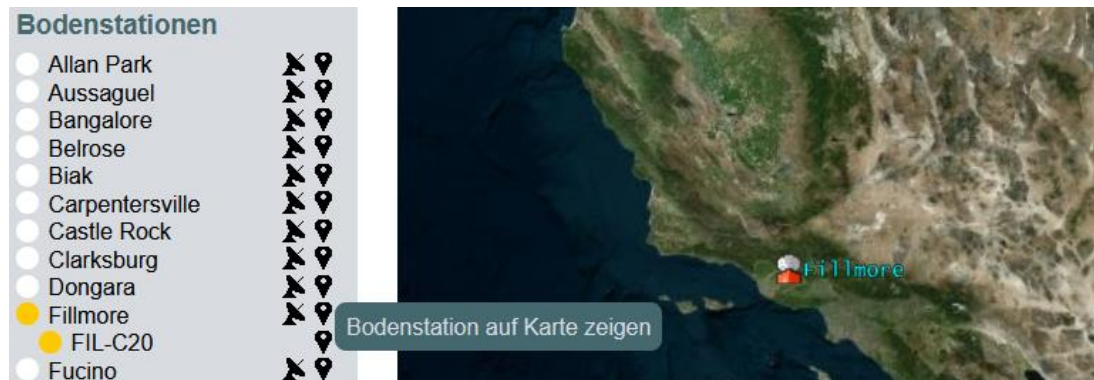 Bodenstationen
Allan Park
Aussaguel
Bangalore
Belrose
Biak
Carpentersville
Castle Rock
Clarksburg
Dongara
Fillmore
Bodenstation auf Karte zeigen
FIL-C20
Fucino
Fillmore